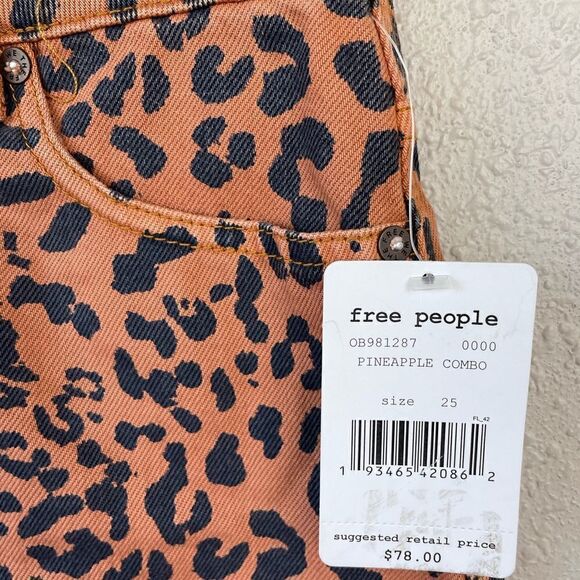 free people
OB981287 0000
PINEAPPLE COMBO
size 25
FL_42
1 93465 42086 2
suggested retail price
$78.00